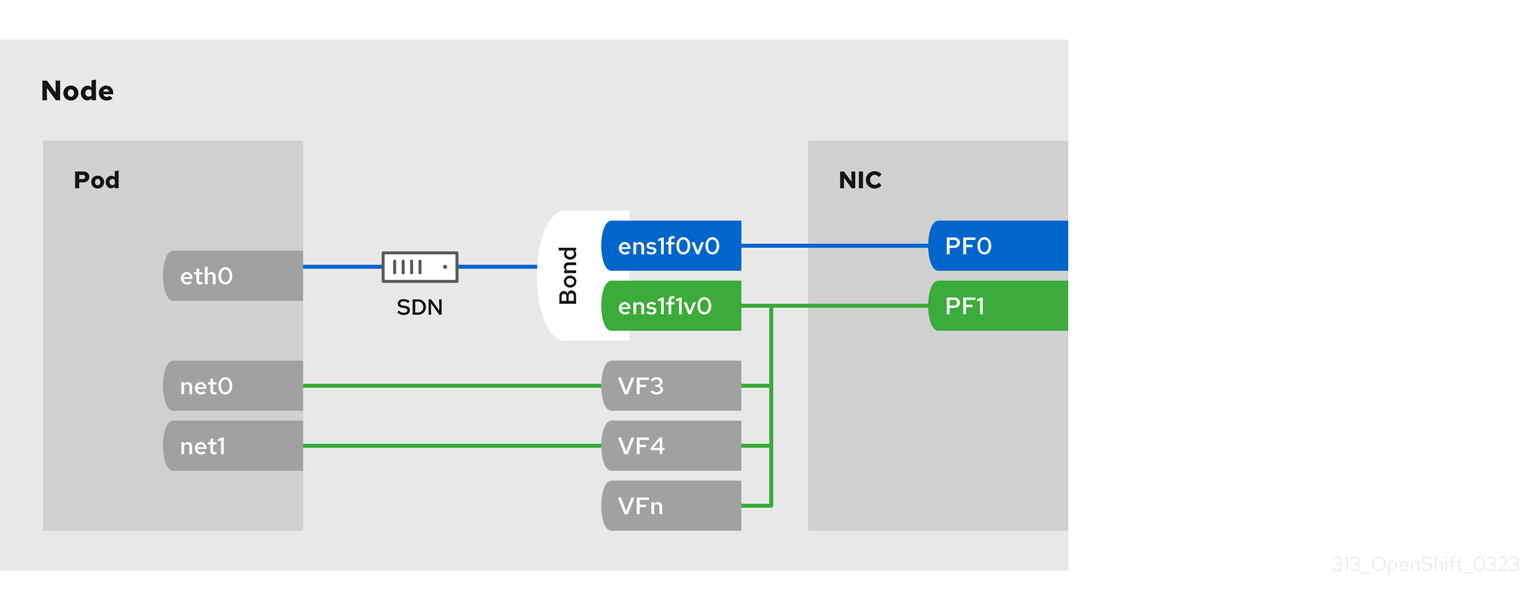 Node
Pod
NIC
eth0
SDN
Bond
ens1f0v0
PF0
ens1f1v0
PF1
net0
VF3
net1
VF4
VFn
313_OpenShift_0323